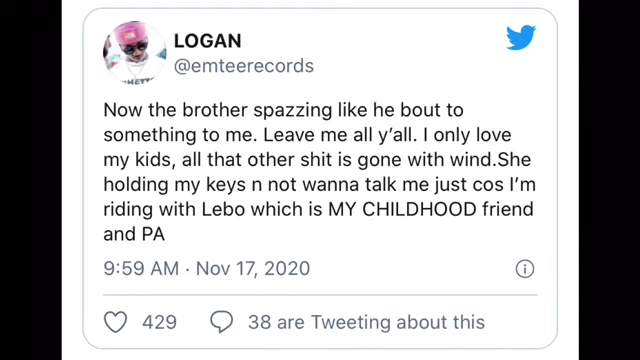 LOGAN
@emteerecords
Now the brother spazzing like he bout to
something to me. Leave me all y’all. I only love
my kids, all that other shit is gone with wind.She
holding my keys n not wanna talk me just cos I’m
riding with Lebo which is MY CHILDHOOD friend
and PA
9:59 AM · Nov 17, 2020
429 38 are Tweeting about this